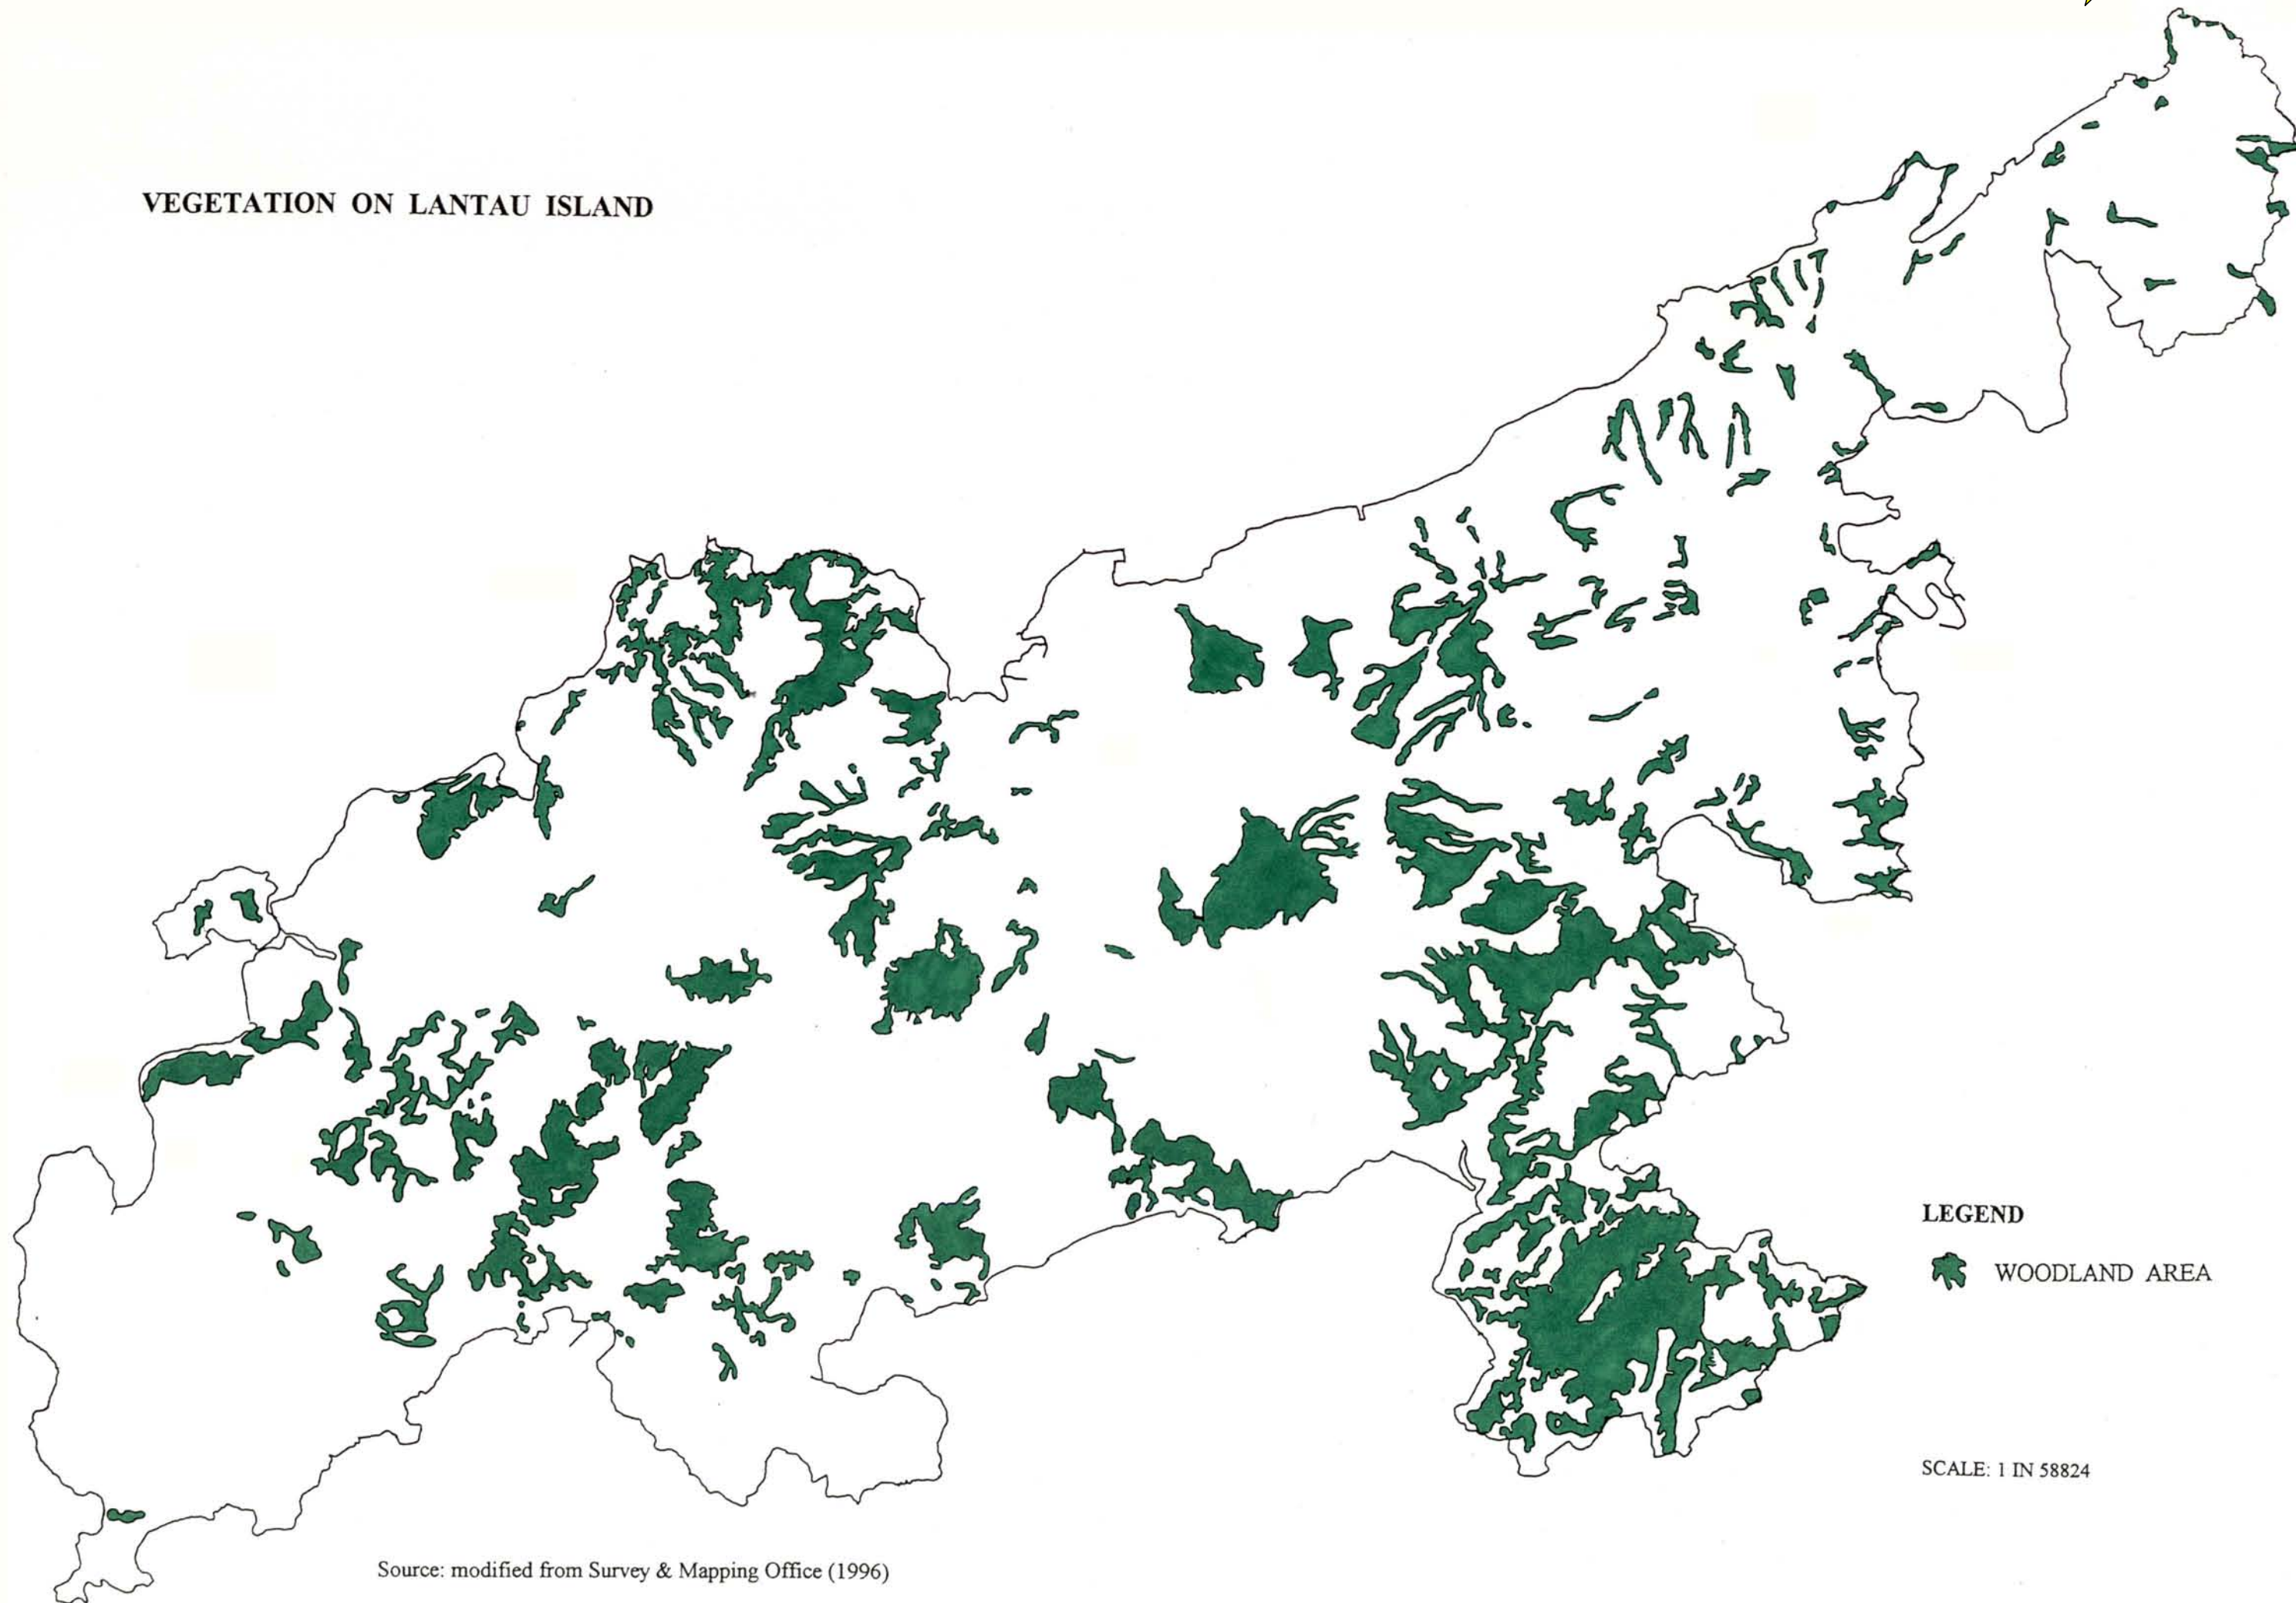 VEGETATION ON LANTAU ISLAND
LEGEND
WOODLAND AREA
SCALE: 1 IN 58824
Source: modified from Survey & Mapping Office (1996)